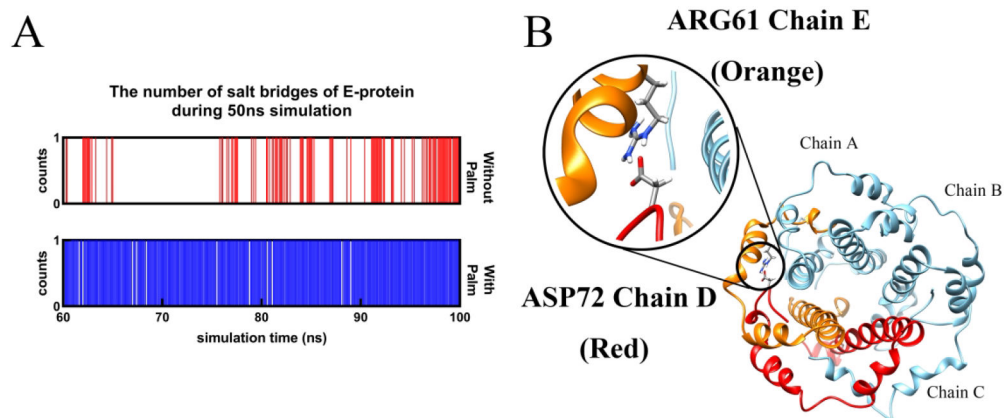 A
The number of salt bridges of E-protein
during 50ns simulation
1
counts
0
Without
Palm
1
counts
0
With
Palm
60
70
80
90
100
simulation time (ns)
B
ARG61 Chain E
(Orange)
Chain A
Chain B
ASP72 Chain D
(Red)
Chain C